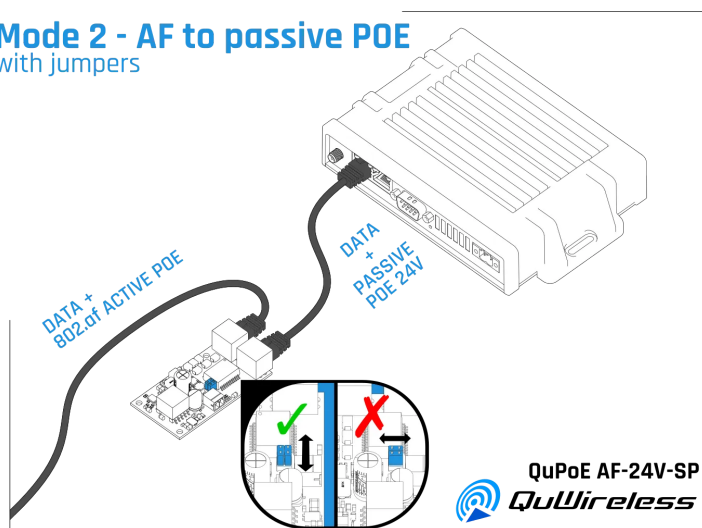 Mode 2 - AF to passive POE
with jumpers
DATA +
802.af ACTIVE POE
DATA
+
PASSIVE
POE 24V
QuPoE AF-24V-SP
QuWireless